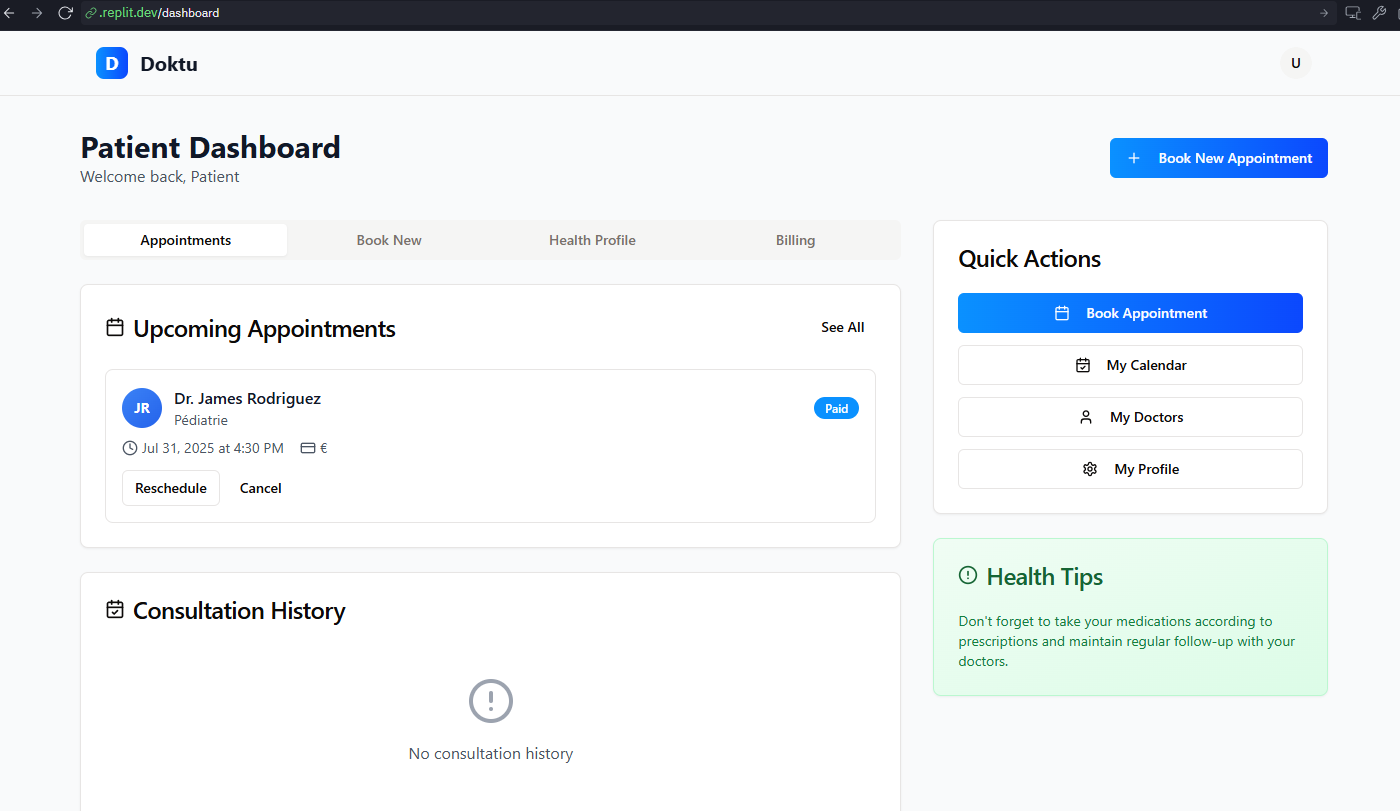 .replit.dev/dashboard
D Doktu
U
Patient Dashboard
Welcome back, Patient
+ Book New Appointment
Appointments Book New Health Profile Billing
Upcoming Appointments
See All
JR
Dr. James Rodriguez
Pédiatrie
Paid
Jul 31, 2025 at 4:30 PM €
Reschedule Cancel
Consultation History
No consultation history
Quick Actions
Book Appointment
My Calendar
My Doctors
My Profile
Health Tips
Don't forget to take your medications according to
prescriptions and maintain regular follow-up with your
doctors.